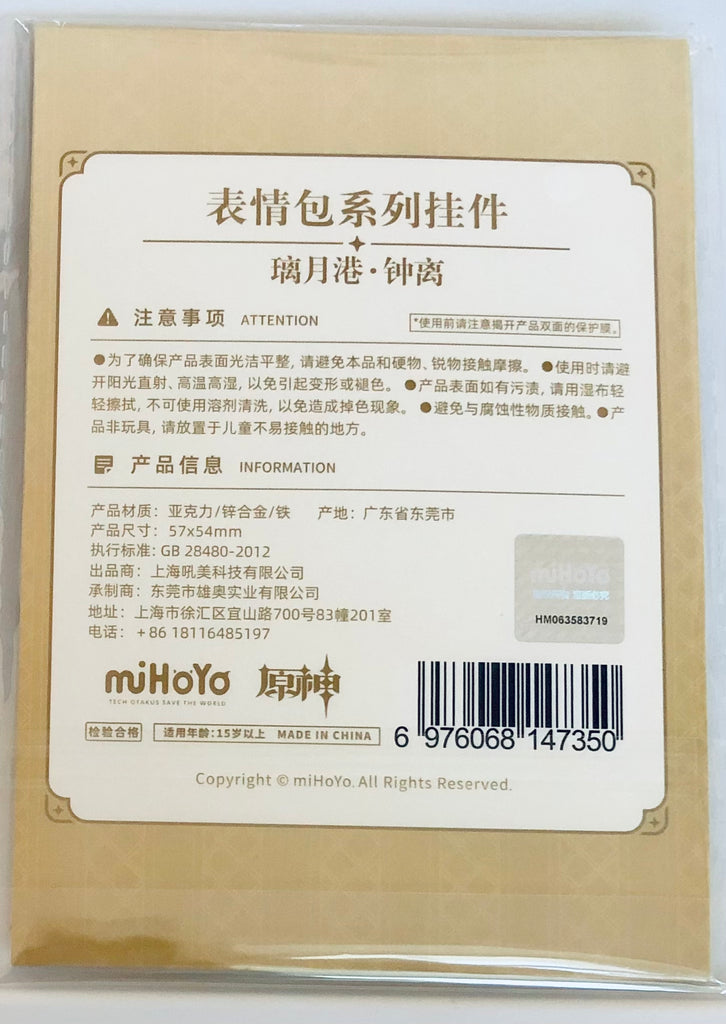 表情包系列挂件
璃月港·钟离
注意事项 ATTENTION
*使用前请注意揭开产品双面的保护膜。
●为了确保产品表面光洁平整,请避免本品和硬物、锐物接触摩擦。 ●使用时请避
开阳光直射、高温高湿,以免引起变形或褪色。 ●产品表面如有污渍,请用湿布轻
轻擦拭,不可使用溶剂清洗,以免造成掉色现象。 ●避免与腐蚀性物质接触。●产
品非玩具,请放置于儿童不易接触的地方。
产品信息 INFORMATION
产品材质: 亚克力/锌合金/铁 产地: 广东省东莞市
产品尺寸: 57x54mm
执行标准: GB 28480-2012
出品商: 上海吼美科技有限公司
承制商: 东莞市雄奥实业有限公司
地址: 上海市徐汇区宜山路700号83幢201室
电话: +86 18116485197
miHoYo
HM063583719
miHoYo 原神
TECH OTAKUS SAVE THE WORLD
检验合格 适用年龄:15岁以上 MADE IN CHINA
6 976068 147350
Copyright © miHoYo. All Rights Reserved.